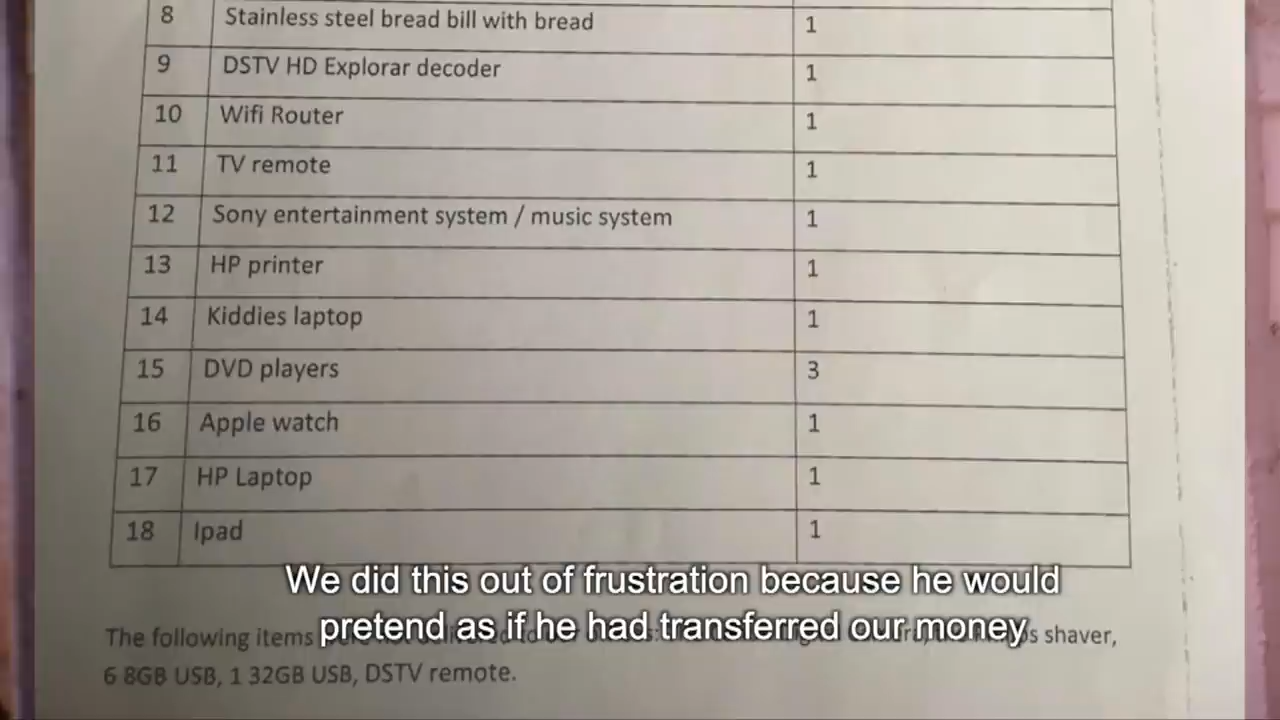 8 Stainless steel bread bill with bread 1
9 DSTV HD Explorar decoder 1
10 Wifi Router 1
11 TV remote 1
12 Sony entertainment system / music system 1
13 HP printer 1
14 Kiddies laptop 1
15 DVD players 3
16 Apple watch 1
17 HP Laptop 1
18 Ipad 1
We did this out of frustration because he would
pretend as if he had transferred our money
The following items shaver,
6 8GB USB, 1 32GB USB, DSTV remote.